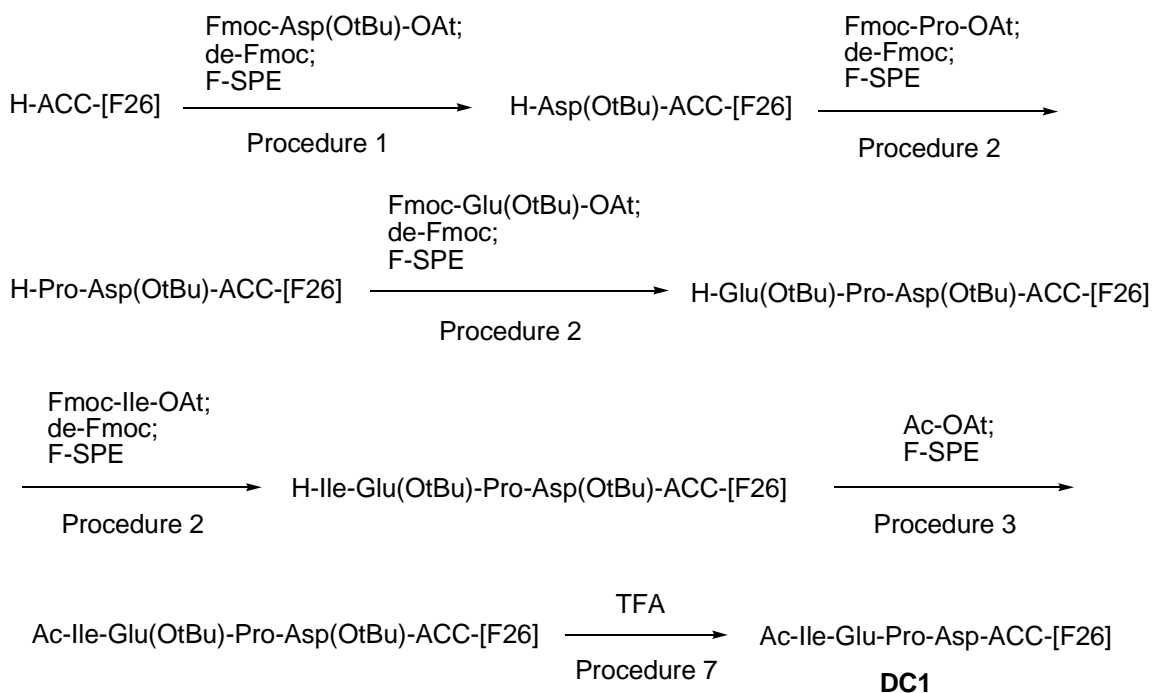 Fmoc-Asp(OtBu)-OAt;
de-Fmoc;
F-SPE
H-ACC-[F26]
Procedure 1
H-Asp(OtBu)-ACC-[F26]
Fmoc-Pro-OAt;
de-Fmoc;
F-SPE
Procedure 2
H-Pro-Asp(OtBu)-ACC-[F26]
Fmoc-Glu(OtBu)-OAt;
de-Fmoc;
F-SPE
Procedure 2
H-Glu(OtBu)-Pro-Asp(OtBu)-ACC-[F26]
Fmoc-Ile-OAt;
de-Fmoc;
F-SPE
Procedure 2
H-Ile-Glu(OtBu)-Pro-Asp(OtBu)-ACC-[F26]
Ac-OAt;
F-SPE
Procedure 3
Ac-Ile-Glu(OtBu)-Pro-Asp(OtBu)-ACC-[F26]
TFA
Procedure 7
Ac-Ile-Glu-Pro-Asp-ACC-[F26]
DC1